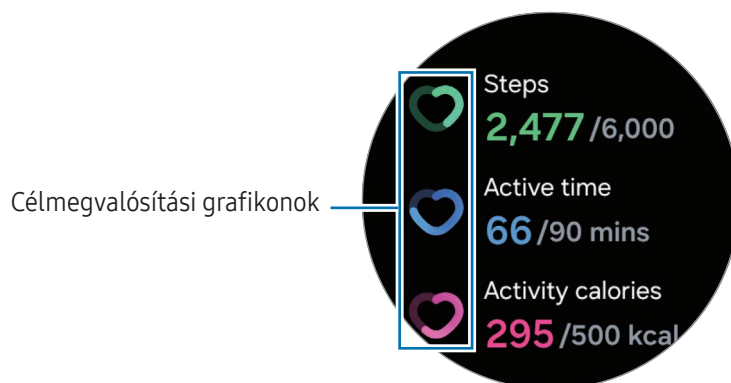 Steps
2,477/6,000
Célmegvalósítási grafikonok
Active time
66/90 mins
Activity calories
295/500 kcal